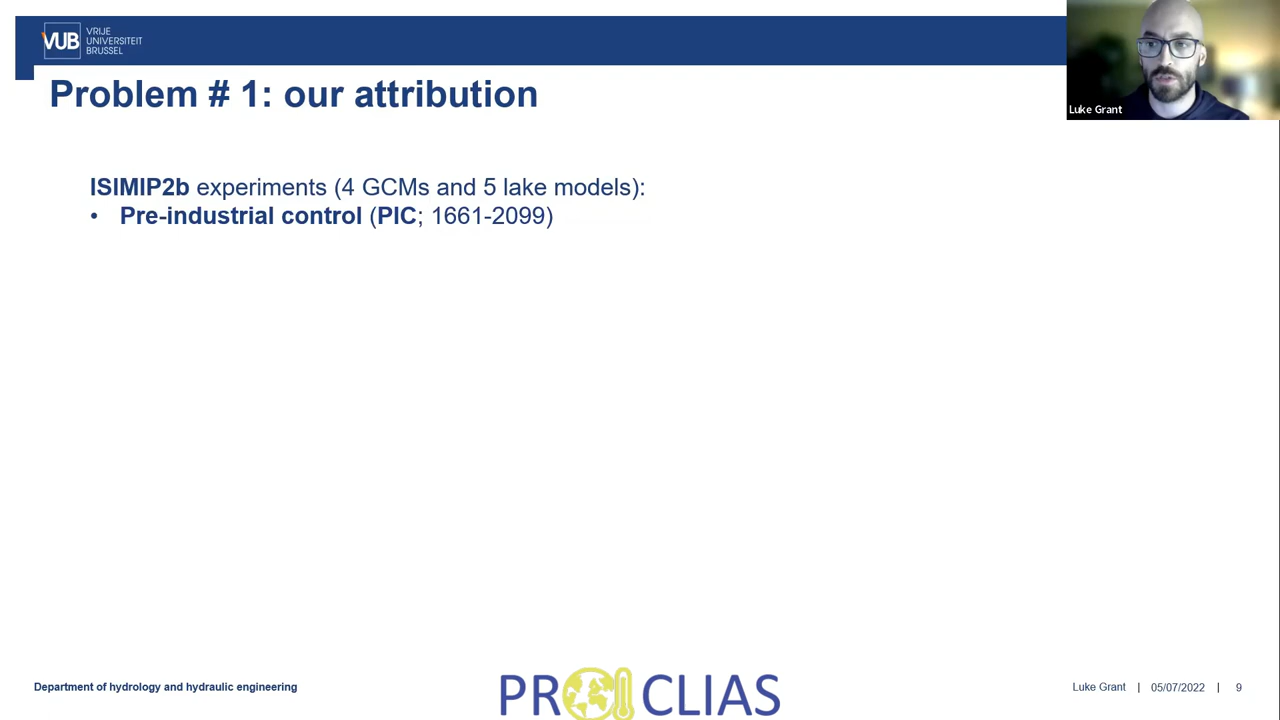 VUB
VRIJE
UNIVERSITEIT
BRUSSEL
Problem # 1: our attribution
Luke Grant
ISIMIP2b experiments (4 GCMs and 5 lake models):
• Pre-industrial control (PIC; 1661-2099)
Department of hydrology and hydraulic engineering
PROCLIAS
Luke Grant | 05/07/2022 | 9